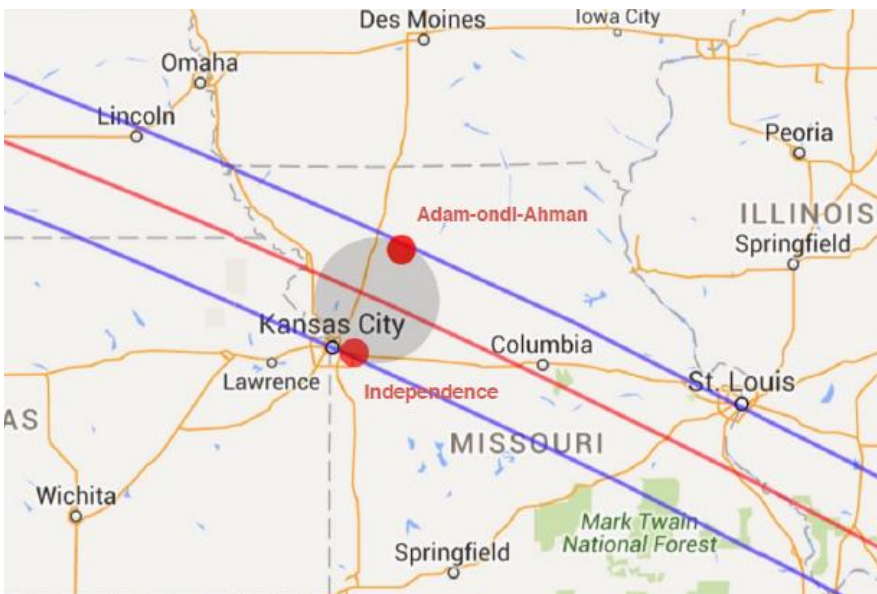 Des Moines
Iowa City
Omaha
Lincoln
Peoria
Adam-ondi-Ahman
ILLINOIS
Springfield
Kansas City
Columbia
Lawrence
St. Louis
Independence
AS
MISSOURI
Wichita
Mark Twain
National Forest
Springfield